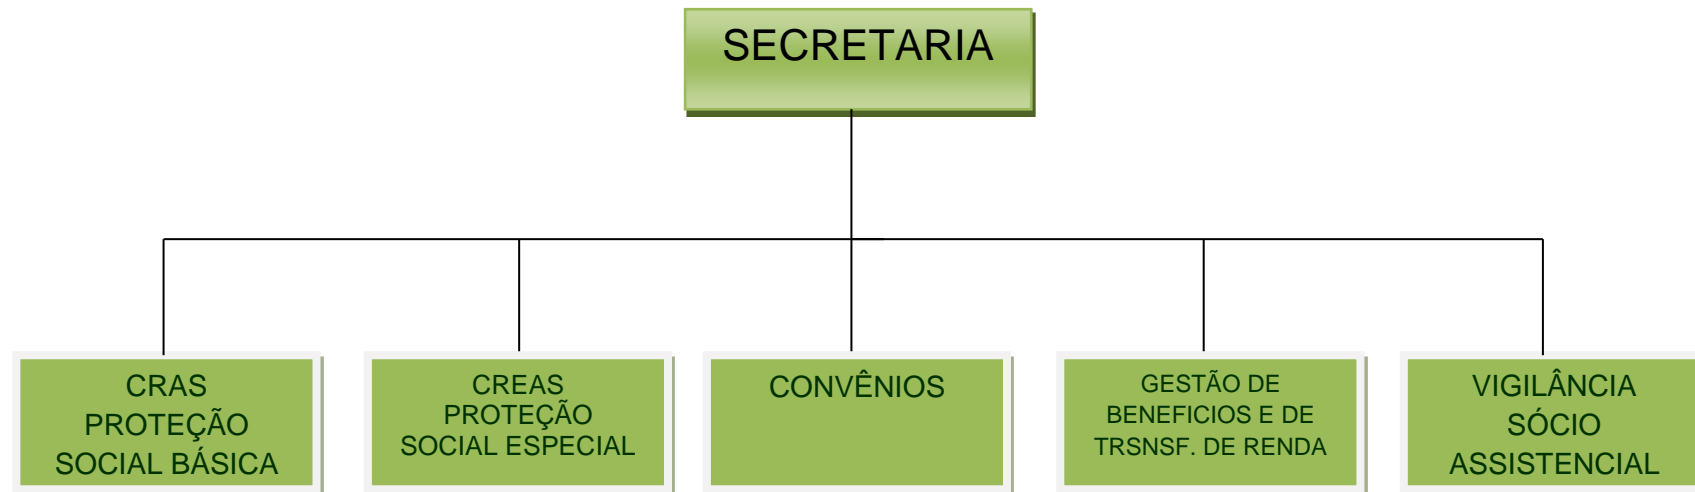 SECRETARIA
CRAS
PROTEÇÃO
SOCIAL BÁSICA
CREAS
PROTEÇÃO
SOCIAL ESPECIAL
CONVÊNIOS
GESTÃO DE
BENEFICIOS E DE
TRSNSF. DE RENDA
VIGILÂNCIA
SÓCIO
ASSISTENCIAL